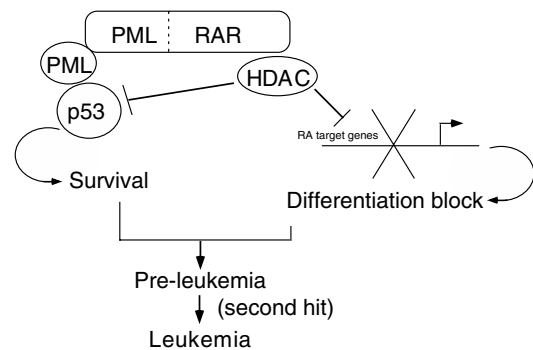 PML RAR
PML
HDAC
p53
RA target genes
Survival
Differentiation block
Pre-leukemia
(second hit)
Leukemia